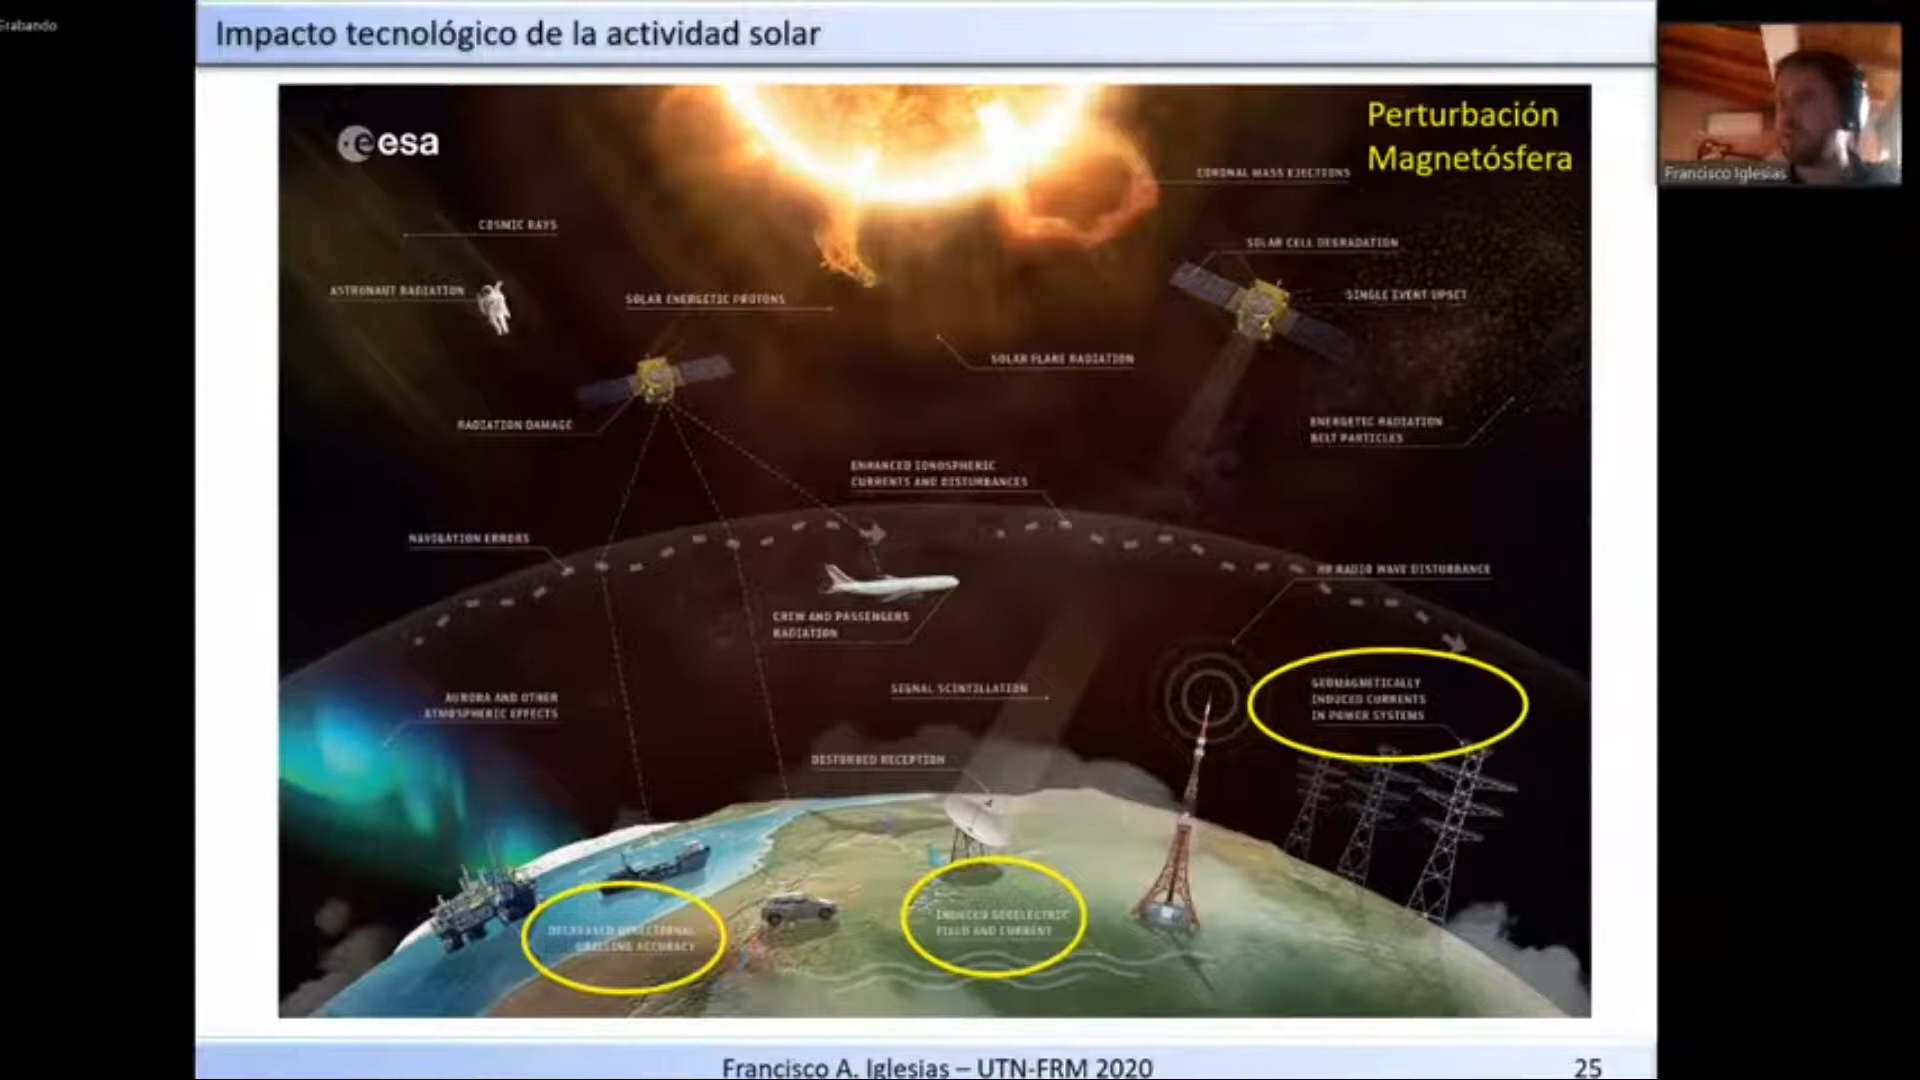 Grabando
Impacto tecnológico de la actividad solar
esa
Perturbación
Magnetósfera
Francisco Iglesias
CORONAL MASS EJECTIONS
COSMIC RAYS
SOLAR CELL DEGRADATION
ASTRONAUT RADIATION
SOLAR ENERGETIC PROTONS
SINGLE EVENT UPSET
SOLAR FLARE RADIATION
RADIATION DAMAGE
ENERGETIC RADIATION
BELT PARTICLES
ENHANCED IONOSPHERIC
CURRENTS AND DISTURBANCES
NAVIGATION ERRORS
HF RADIO WAVE DISTURBANCE
CREW AND PASSENGERS
RADIATION
SIGNAL SCINTILLATION
GEOMAGNETICALLY
INDUCED CURRENTS
IN POWER SYSTEMS
AURORA AND OTHER
ATMOSPHERIC EFFECTS
DISTURBED RECEPTION
DECREASED DIRECTIONAL
DRILLING ACCURACY
INDUCED GEOELECTRIC
FIELD AND CURRENT
Francisco A. Iglesias – UTN-FRM 2020
25